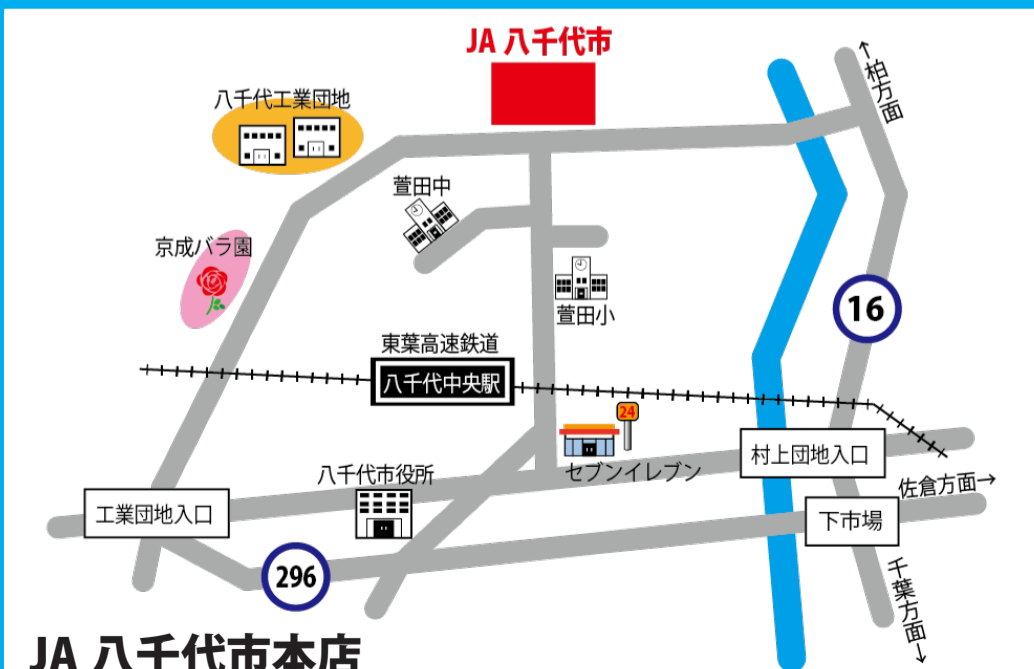 JA 八千代市
↑柏方面
八千代工業団地
萱田中
京成バラ園
萱田小
16
東葉高速鉄道
八千代中央駅
24
セブンイレブン
村上団地入口
八千代市役所
佐倉方面→
工業団地入口
下市場
296
千葉方面↓
JA 八千代市本店